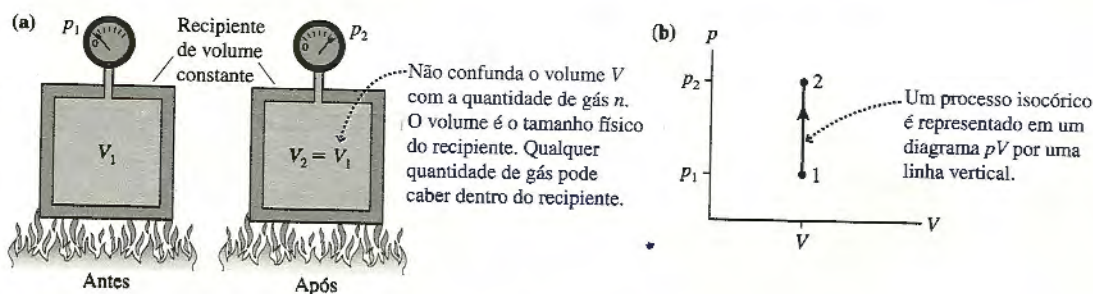 (a)
p₁
0
Recipiente
de volume
constante
0
p₂
V₁
V₂ = V₁
Não confunda o volume V
com a quantidade de gás n.
O volume é o tamanho físico
do recipiente. Qualquer
quantidade de gás pode
caber dentro do recipiente.
Antes
Após
(b)
p
p₂
2
p₁
1
V
V
Um processo isocórico
é representado em um
diagrama pV por uma
linha vertical.